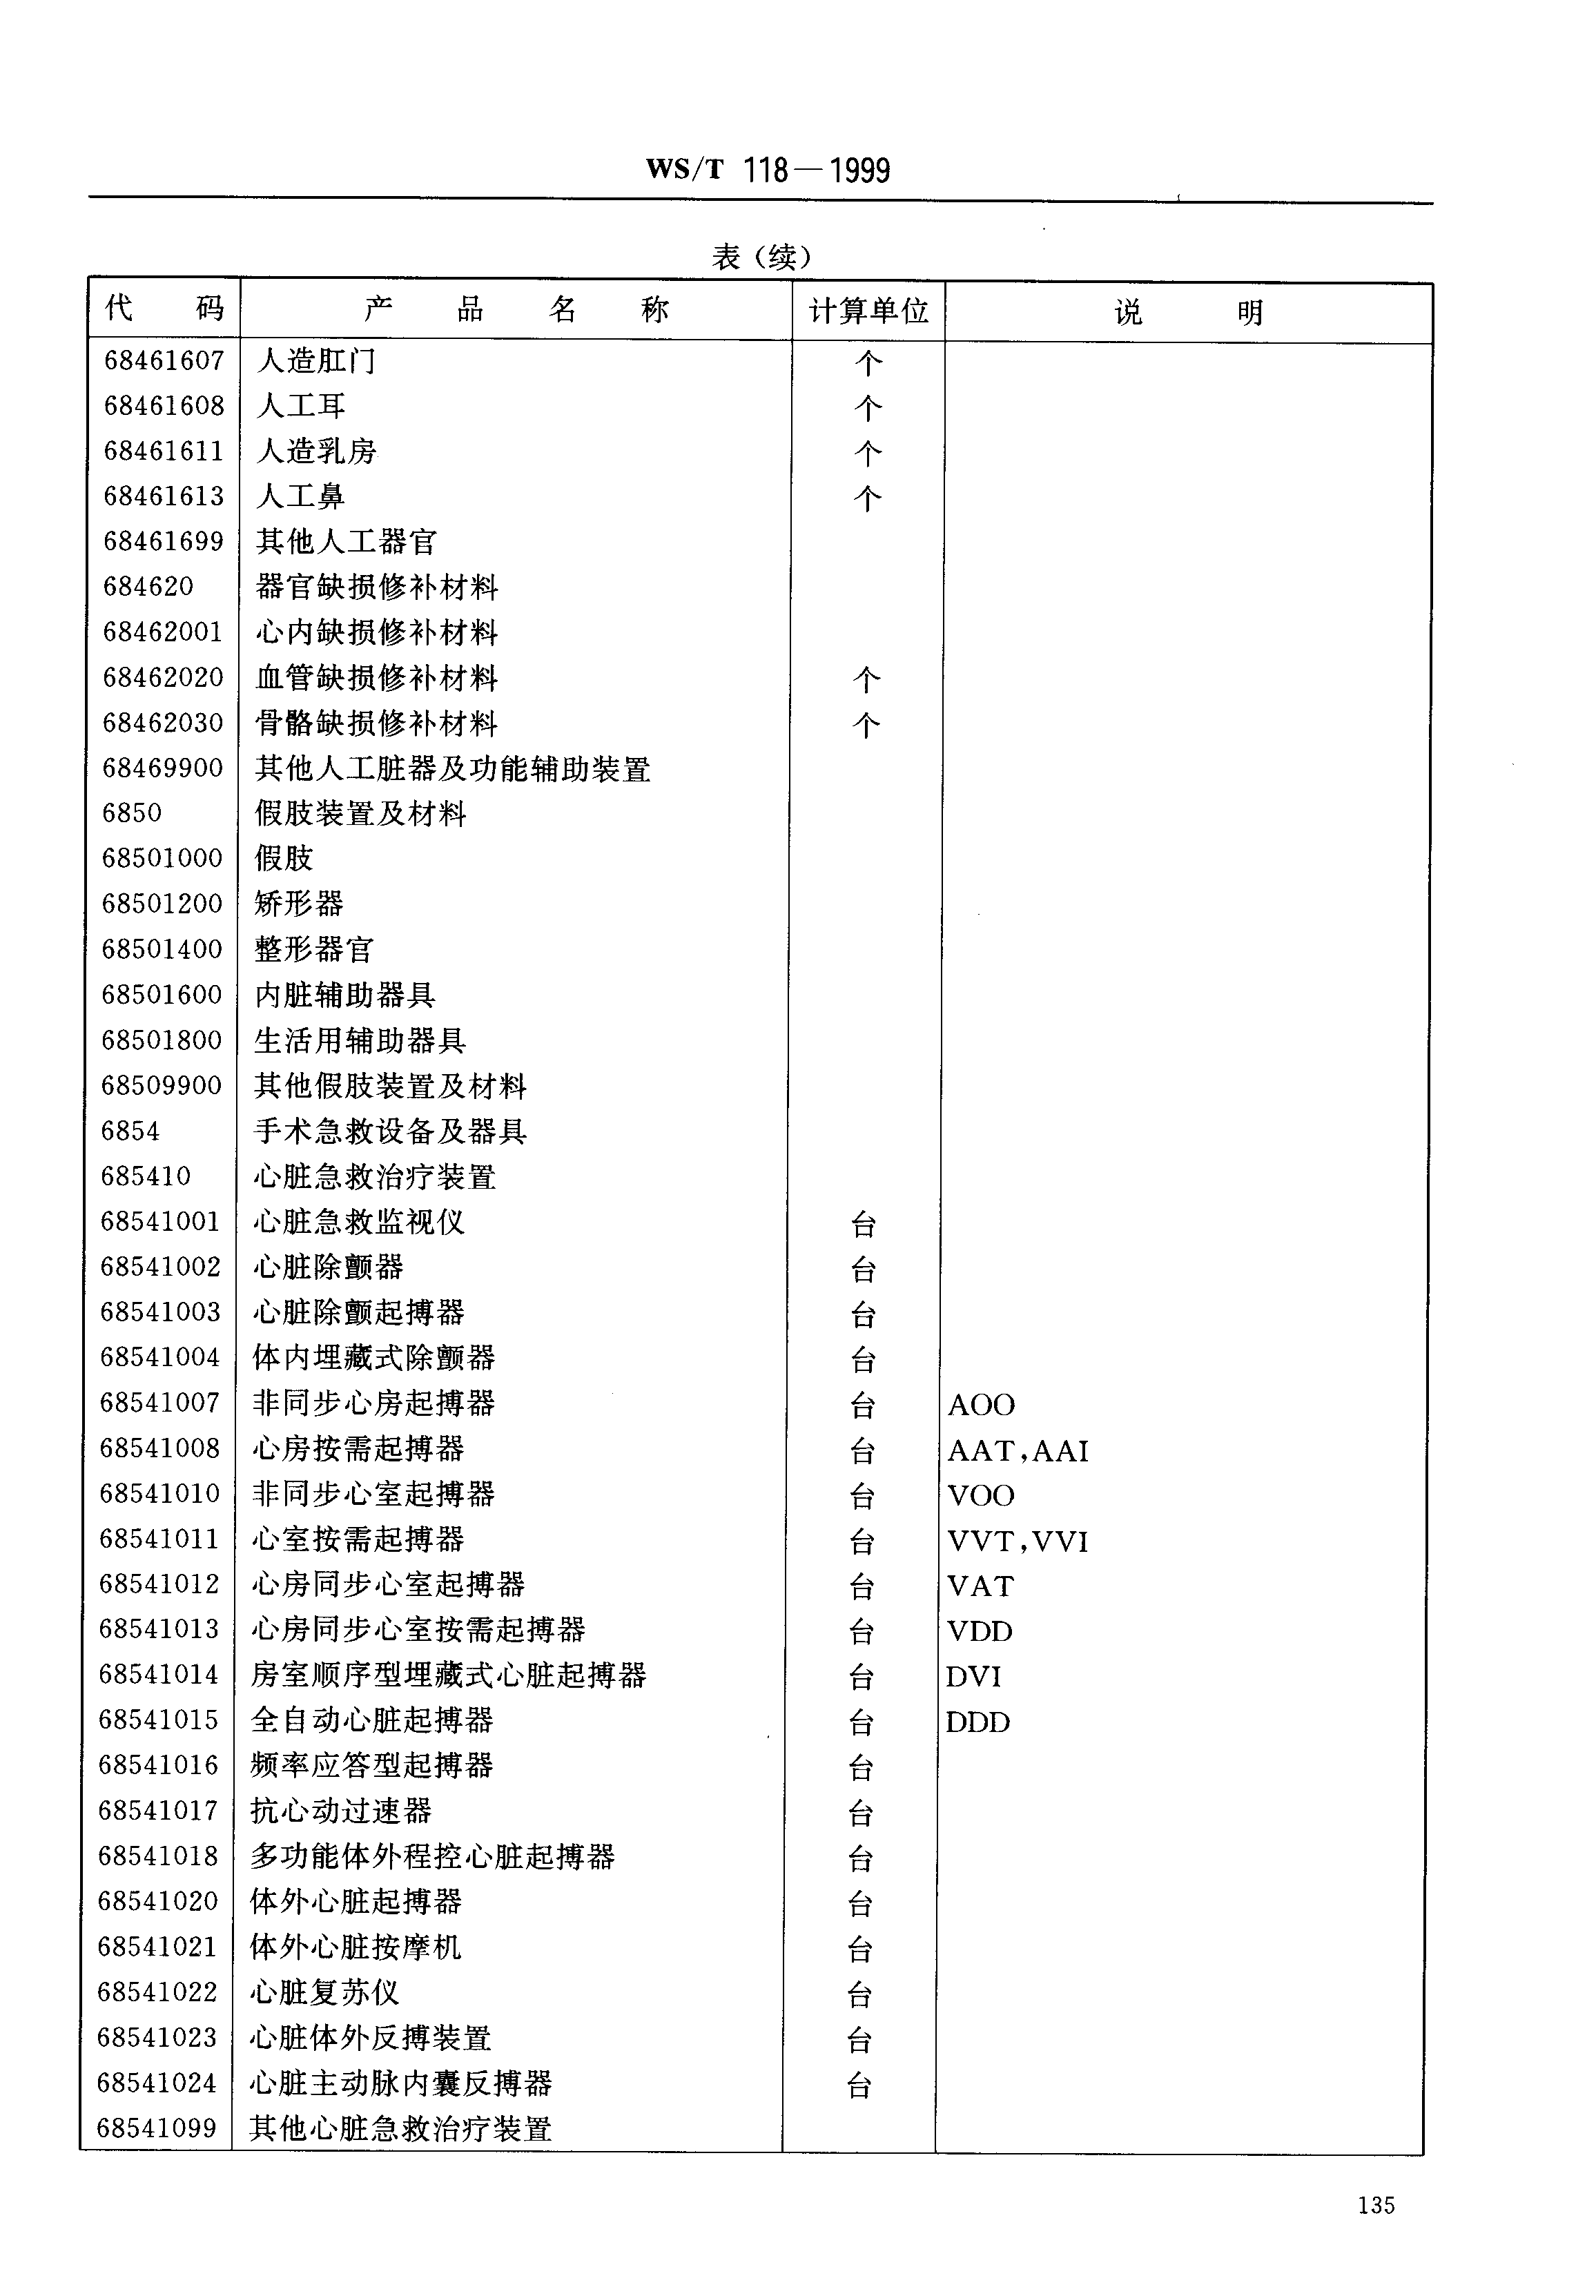 WS/T 118—1999
表（续）
代 码 产 品 名 称 计算单位 说 明
68461607 人造肛门 个
68461608 人工耳 个
68461611 人造乳房 个
68461613 人工鼻 个
68461699 其他人工器官
684620 器官缺损修补材料
68462001 心内缺损修补材料
68462020 血管缺损修补材料 个
68462030 骨骼缺损修补材料 个
68469900 其他人工脏器及功能辅助装置
6850 假肢装置及材料
68501000 假肢
68501200 矫形器
68501400 整形器官
68501600 内脏辅助器具
68501800 生活用辅助器具
68509900 其他假肢装置及材料
6854 手术急救设备及器具
685410 心脏急救治疗装置
68541001 心脏急救监视仪 台
68541002 心脏除颤器 台
68541003 心脏除颤起搏器 台
68541004 体内埋藏式除颤器 台
68541007 非同步心房起搏器 台 AOO
68541008 心房按需起搏器 台 AAT,AAI
68541010 非同步心室起搏器 台 VOO
68541011 心室按需起搏器 台 VVT,VVI
68541012 心房同步心室起搏器 台 VAT
68541013 心房同步心室按需起搏器 台 VDD
68541014 房室顺序型埋藏式心脏起搏器 台 DVI
68541015 全自动心脏起搏器 台 DDD
68541016 频率应答型起搏器 台
68541017 抗心动过速器 台
68541018 多功能体外程控心脏起搏器 台
68541020 体外心脏起搏器 台
68541021 体外心脏按摩机 台
68541022 心脏复苏仪 台
68541023 心脏体外反搏装置 台
68541024 心脏主动脉内囊反搏器 台
68541099 其他心脏急救治疗装置
135